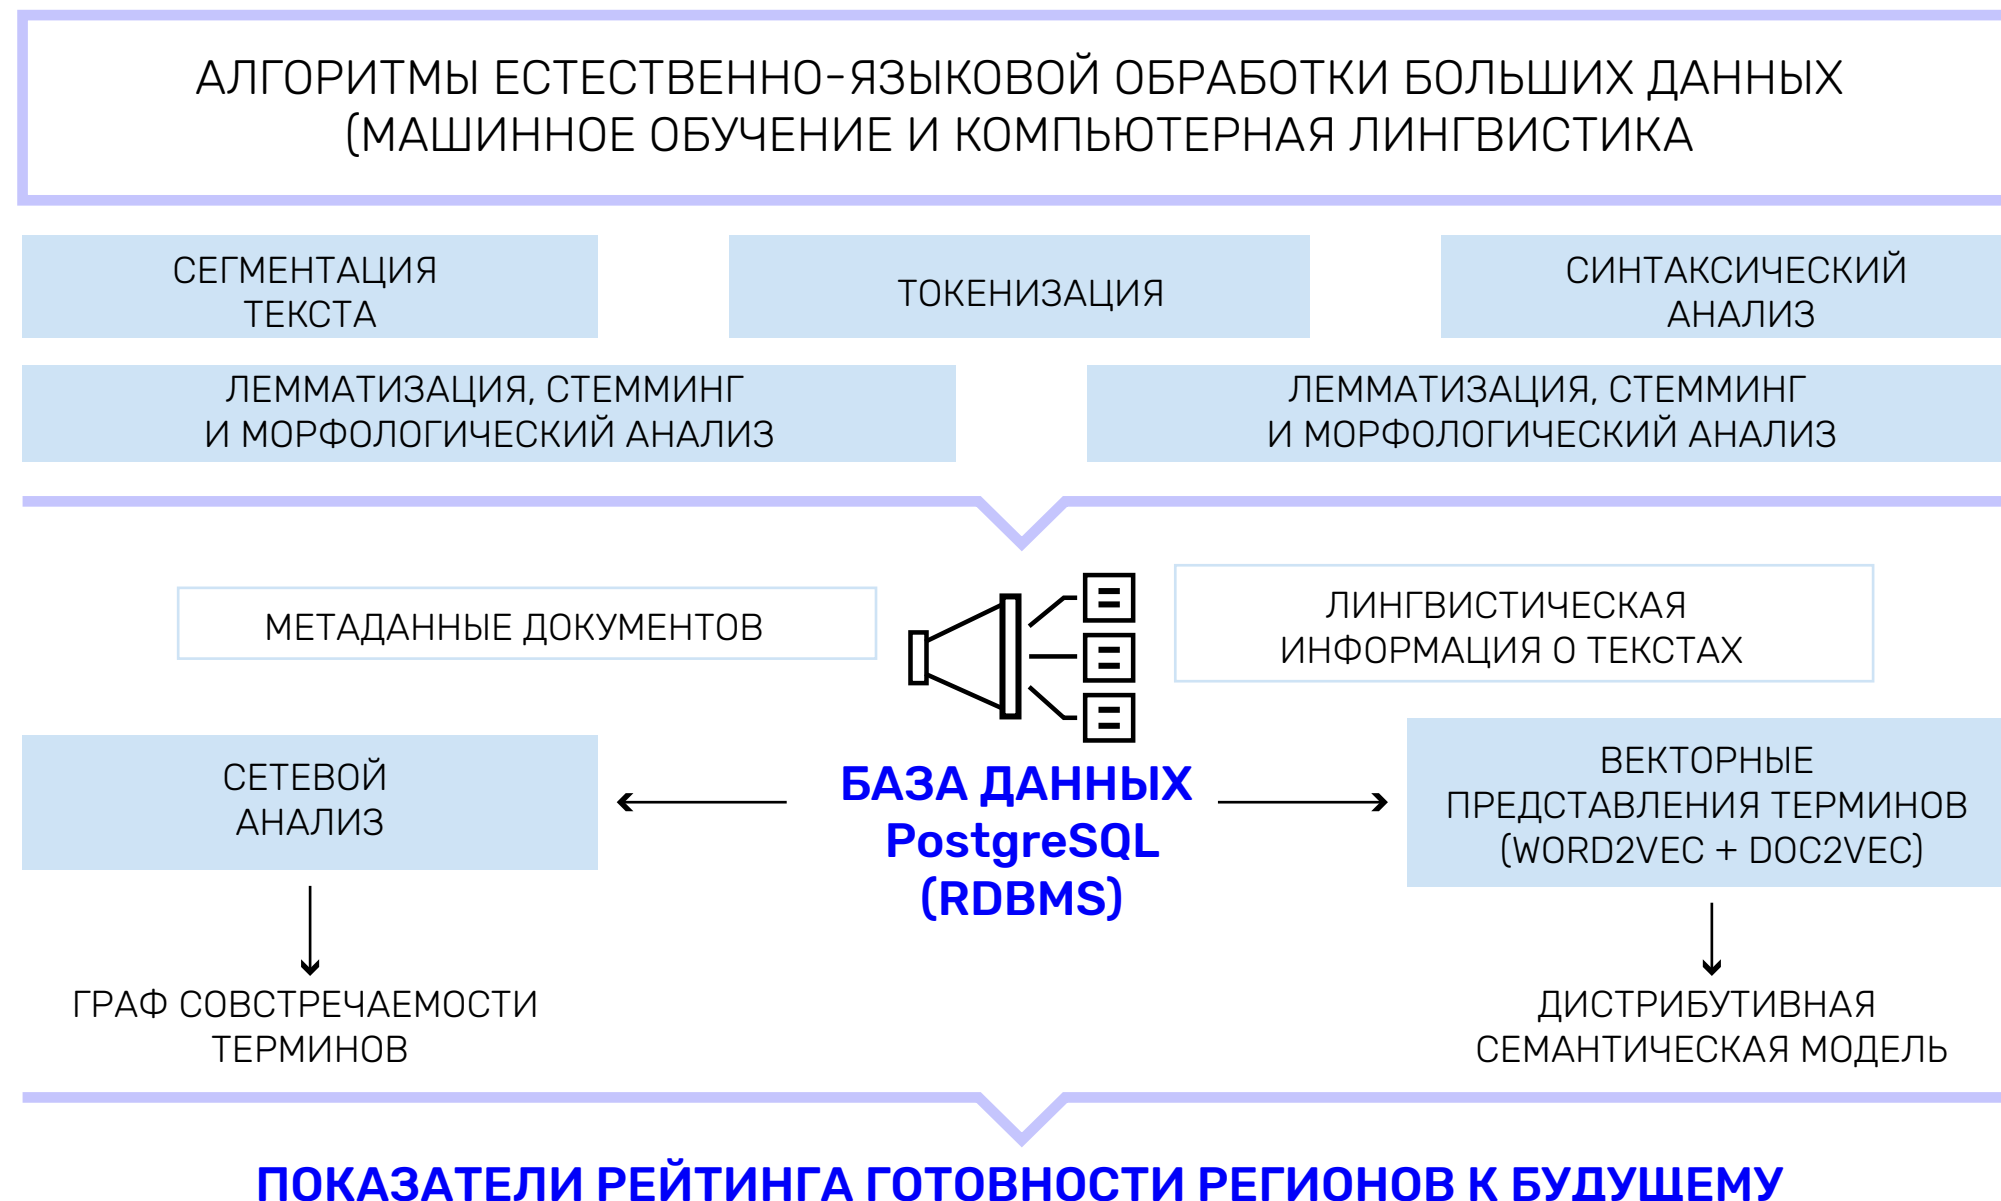 АЛГОРИТМЫ ЕСТЕСТВЕННО-ЯЗЫКОВОЙ ОБРАБОТКИ БОЛЬШИХ ДАННЫХ
(МАШИННОЕ ОБУЧЕНИЕ И КОМПЬЮТЕРНАЯ ЛИНГВИСТИКА
СЕГМЕНТАЦИЯ
ТЕКСТА
ТОКЕНИЗАЦИЯ
СИНТАКСИЧЕСКИЙ
АНАЛИЗ
ЛЕММАТИЗАЦИЯ, СТЕММИНГ
И МОРФОЛОГИЧЕСКИЙ АНАЛИЗ
ЛЕММАТИЗАЦИЯ, СТЕММИНГ
И МОРФОЛОГИЧЕСКИЙ АНАЛИЗ
МЕТАДАННЫЕ ДОКУМЕНТОВ
ЛИНГВИСТИЧЕСКАЯ
ИНФОРМАЦИЯ О ТЕКСТАХ
СЕТЕВОЙ
АНАЛИЗ
БАЗА ДАННЫХ
PostgreSQL
(RDBMS)
ВЕКТОРНЫЕ
ПРЕДСТАВЛЕНИЯ ТЕРМИНОВ
(WORD2VEC + DOC2VEC)
ГРАФ СОВСТРЕЧАЕМОСТИ
ТЕРМИНОВ
ДИСТРИБУТИВНАЯ
СЕМАНТИЧЕСКАЯ МОДЕЛЬ
ПОКАЗАТЕЛИ РЕЙТИНГА ГОТОВНОСТИ РЕГИОНОВ К БУДУЩЕМУ